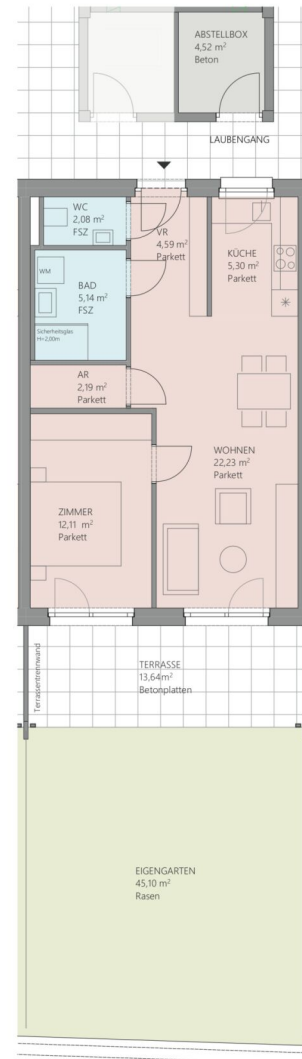 ABSTELLBOX
4,52 m²
Beton
LAUBENGANG
WC
2,08 m²
FSZ
VR
4,59 m²
Parkett
KÜCHE
5,30 m²
Parkett
WM
BAD
5,14 m²
FSZ
Sicherheitsglas
H=2,00m
AR
2,19 m²
Parkett
WOHNEN
22,23 m²
Parkett
ZIMMER
12,11 m²
Parkett
Terrassentrennwand
TERRASSE
13,64m²
Betonplatten
EIGENGARTEN
45,10 m²
Rasen